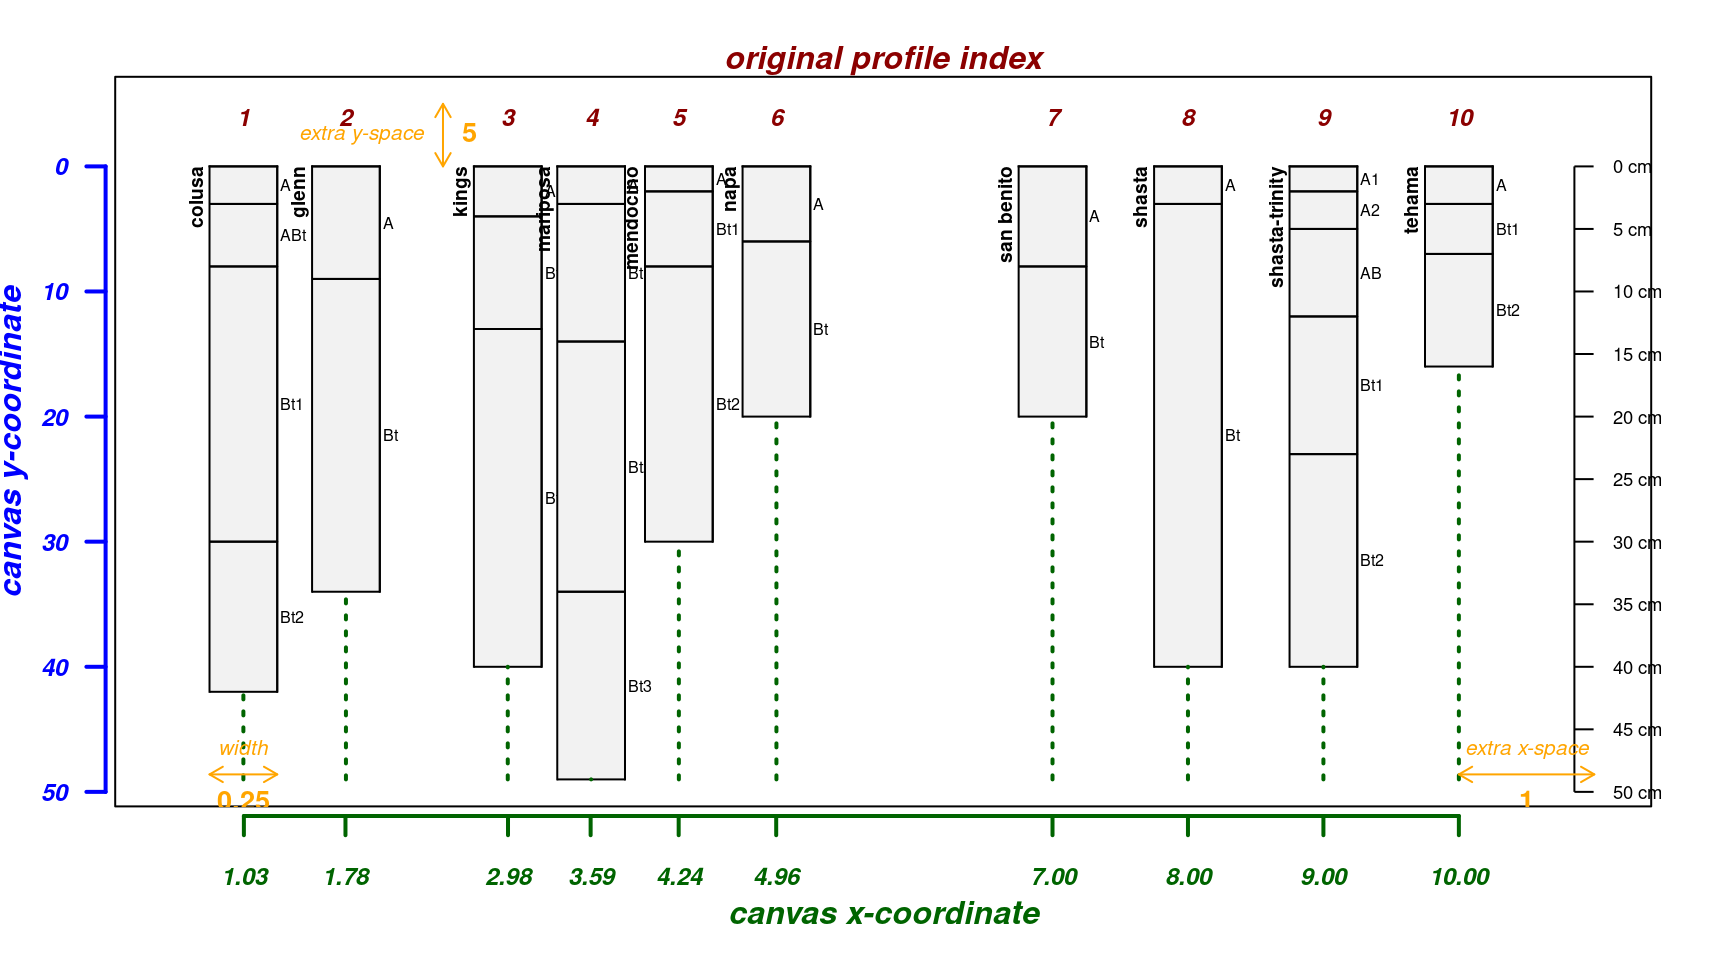 original profile index
1 2 3 4 5 6 7 8 9 10
extra y-space 5
canvas y-coordinate
0
10
20
30
40
50
colusa
A
ABt
Bt1
Bt2
glenn
A
Bt
kings
A
B
B
mariposa
Bt
Bt
Bt3
mendocino
A
Bt1
Bt2
napa
A
Bt
san benito
A
Bt
shasta
A
Bt
shasta-trinity
A1
A2
AB
Bt1
Bt2
tehama
A
Bt1
Bt2
0 cm
5 cm
10 cm
15 cm
20 cm
25 cm
30 cm
35 cm
40 cm
45 cm
50 cm
width
0.25
extra x-space
1
1.03 1.78 2.98 3.59 4.24 4.96 7.00 8.00 9.00 10.00
canvas x-coordinate